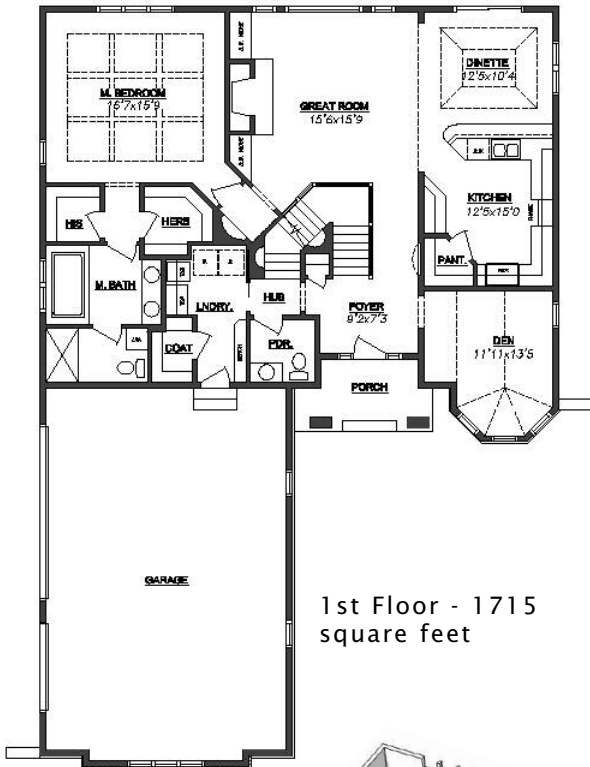 M. BEDROOM
15'7x15'9
GREAT ROOM
15'6x15'9
DINETTE
12'5x10'4
KITCHEN
12'5x15'0
HIS
HERS
PANT.
M. BATH
LNDRY.
HUB
FOYER
9'2x7'3
COAT
PDR.
DEN
11'11x13'5
PORCH
GARAGE
1st Floor - 1715
square feet